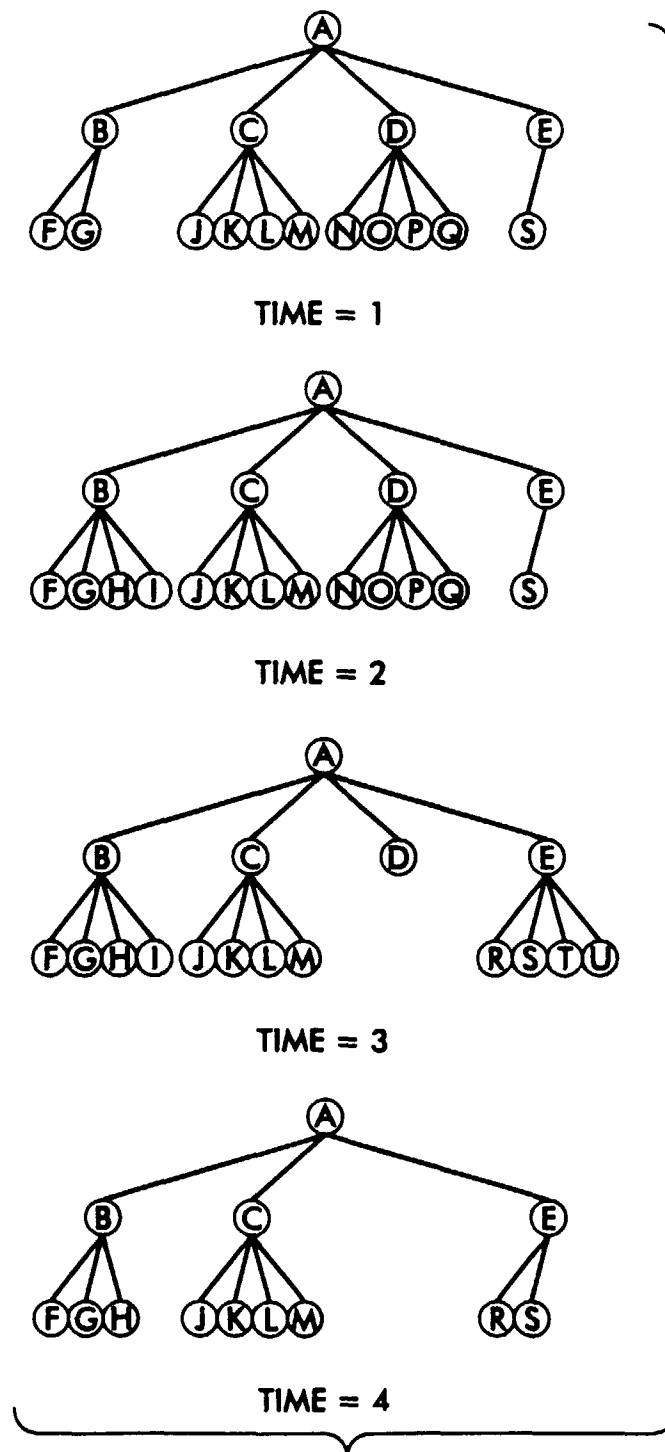 A
B C D E
F G J K L M N O P Q S
TIME = 1
A
B C D E
F G H I J K L M N O P Q S
TIME = 2
A
B C D E
F G H I J K L M R S T U
TIME = 3
A
B C E
F G H J K L M R S
TIME = 4